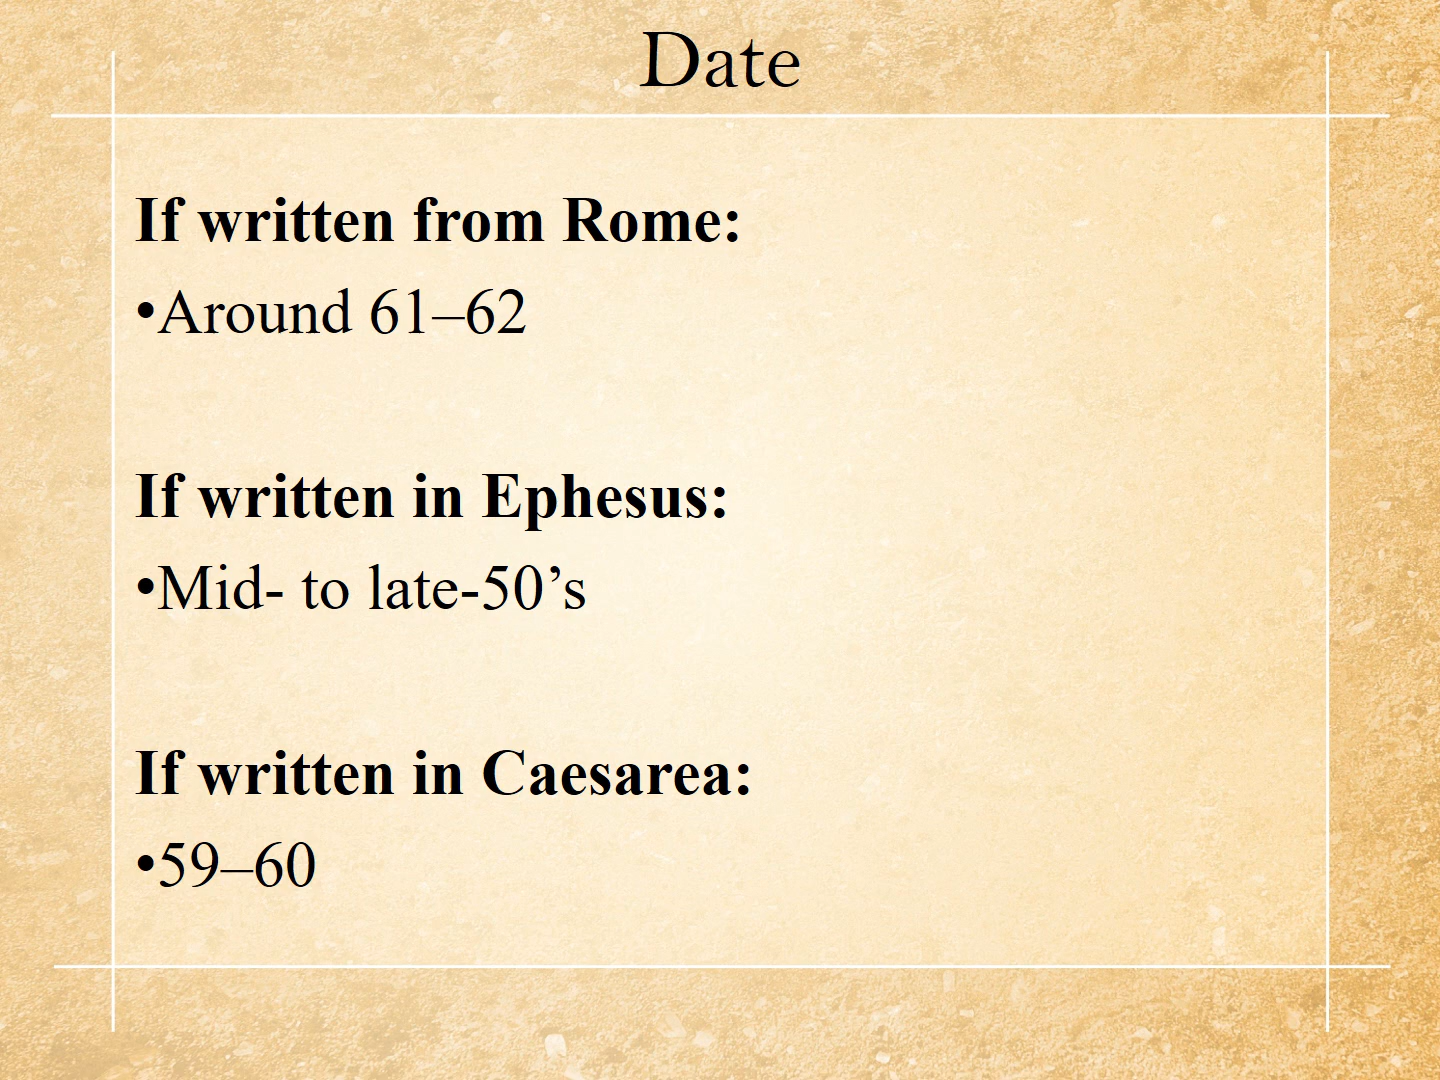 Date
If written from Rome:
•Around 61–62
If written in Ephesus:
•Mid- to late-50’s
If written in Caesarea:
•59–60